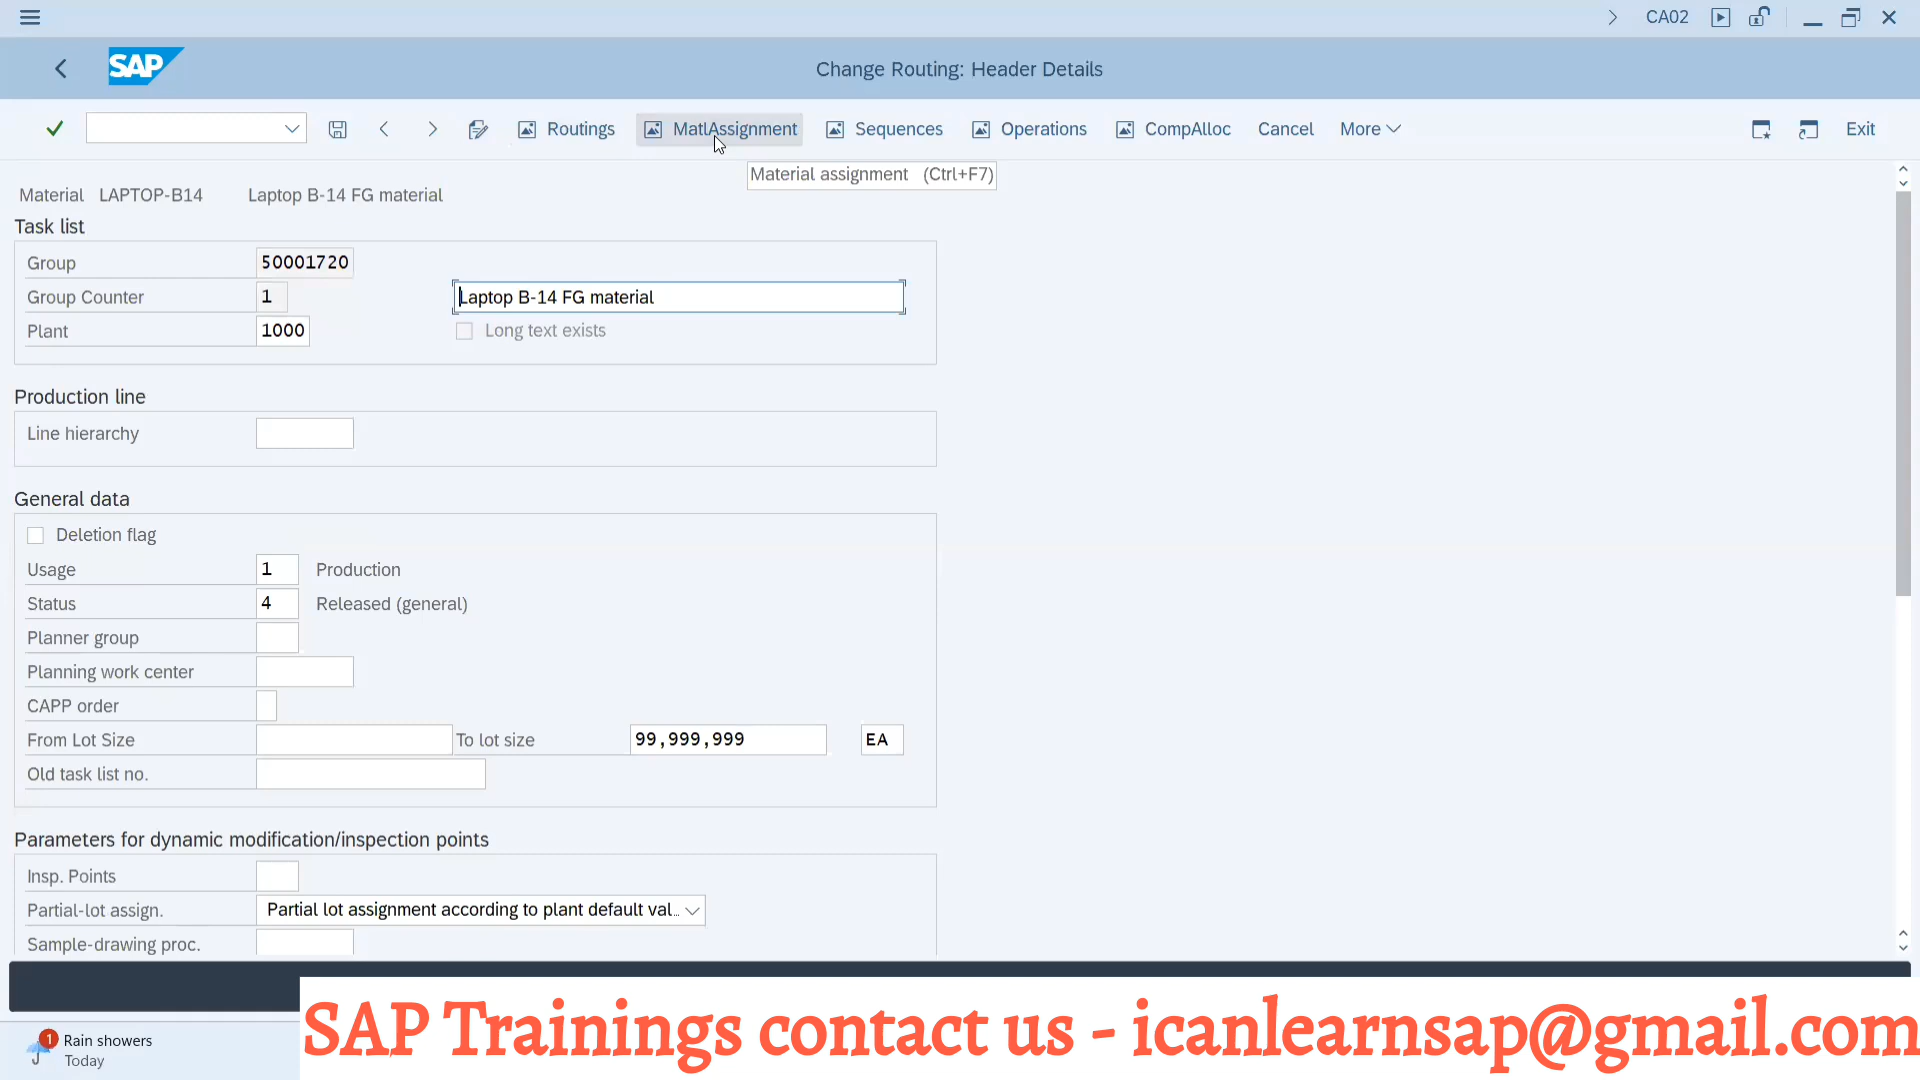 CA02
SAP
Change Routing: Header Details
Routings MatlAssignment Sequences Operations CompAlloc Cancel More Exit
Material assignment (Ctrl+F7)
Material LAPTOP-B14 Laptop B-14 FG material
Task list
Group 50001720
Group Counter 1 Laptop B-14 FG material
Plant 1000 Long text exists
Production line
Line hierarchy
General data
Deletion flag
Usage 1 Production
Status 4 Released (general)
Planner group
Planning work center
CAPP order
From Lot Size To lot size 99,999,999 EA
Old task list no.
Parameters for dynamic modification/inspection points
Insp. Points
Partial-lot assign. Partial lot assignment according to plant default val...
Sample-drawing proc.
SAP Trainings contact us - icanlearnsap@gmail.com
1 Rain showers
Today